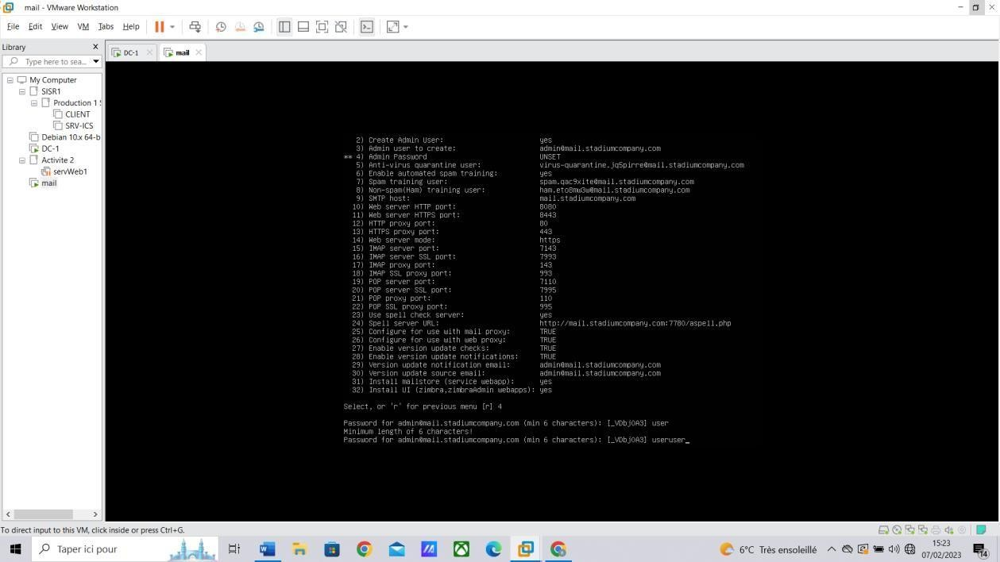 mail - VMware Workstation
File Edit View VM Tabs Help
Library
Type here to sea...
My Computer
SISR1
Production 1 S
CLIENT
SRV-ICS
Debian 10.x 64-b
DC-1
Activite 2
servWeb1
mail
DC-1
mail
2) Create Admin User: yes
3) Admin user to create: admin@mail.stadiumcompany.com
** 4) Admin Password UNSET
5) Anti-virus quarantine user: virus-quarantine.jq5pirre@mail.stadiumcompany.com
6) Enable automated spam training: yes
7) Spam training user: spam.qac9xite@mail.stadiumcompany.com
8) Non-spam(Ham) training user: ham.eto8mu3w@mail.stadiumcompany.com
9) SMTP host: mail.stadiumcompany.com
10) Web server HTTP port: 8080
11) Web server HTTPS port: 8443
12) HTTP proxy port: 80
13) HTTPS proxy port: 443
14) Web server mode: https
15) IMAP server port: 7143
16) IMAP server SSL port: 7993
17) IMAP proxy port: 143
18) IMAP SSL proxy port: 993
19) POP server port: 7110
20) POP server SSL port: 7995
21) POP proxy port: 110
22) POP SSL proxy port: 995
23) Use spell check server: yes
24) Spell server URL: http://mail.stadiumcompany.com:7780/aspell.php
25) Configure for use with mail proxy: TRUE
26) Configure for use with web proxy: TRUE
27) Enable version update checks: TRUE
28) Enable version update notifications: TRUE
29) Version update notification email: admin@mail.stadiumcompany.com
30) Version update source email: admin@mail.stadiumcompany.com
31) Install mailstore (service webapp): yes
32) Install UI (zimbra,zimbraAdmin webapps): yes
Select, or 'r' for previous menu [r] 4
Password for admin@mail.stadiumcompany.com (min 6 characters): [_VDbjOA3] user
Minimum length of 6 characters!
Password for admin@mail.stadiumcompany.com (min 6 characters): [_VDbjOA3] useruser_
To direct input to this VM, click inside or press Ctrl+G.
Taper ici pour
6°C Très ensoleillé
15:23
07/02/2023
14